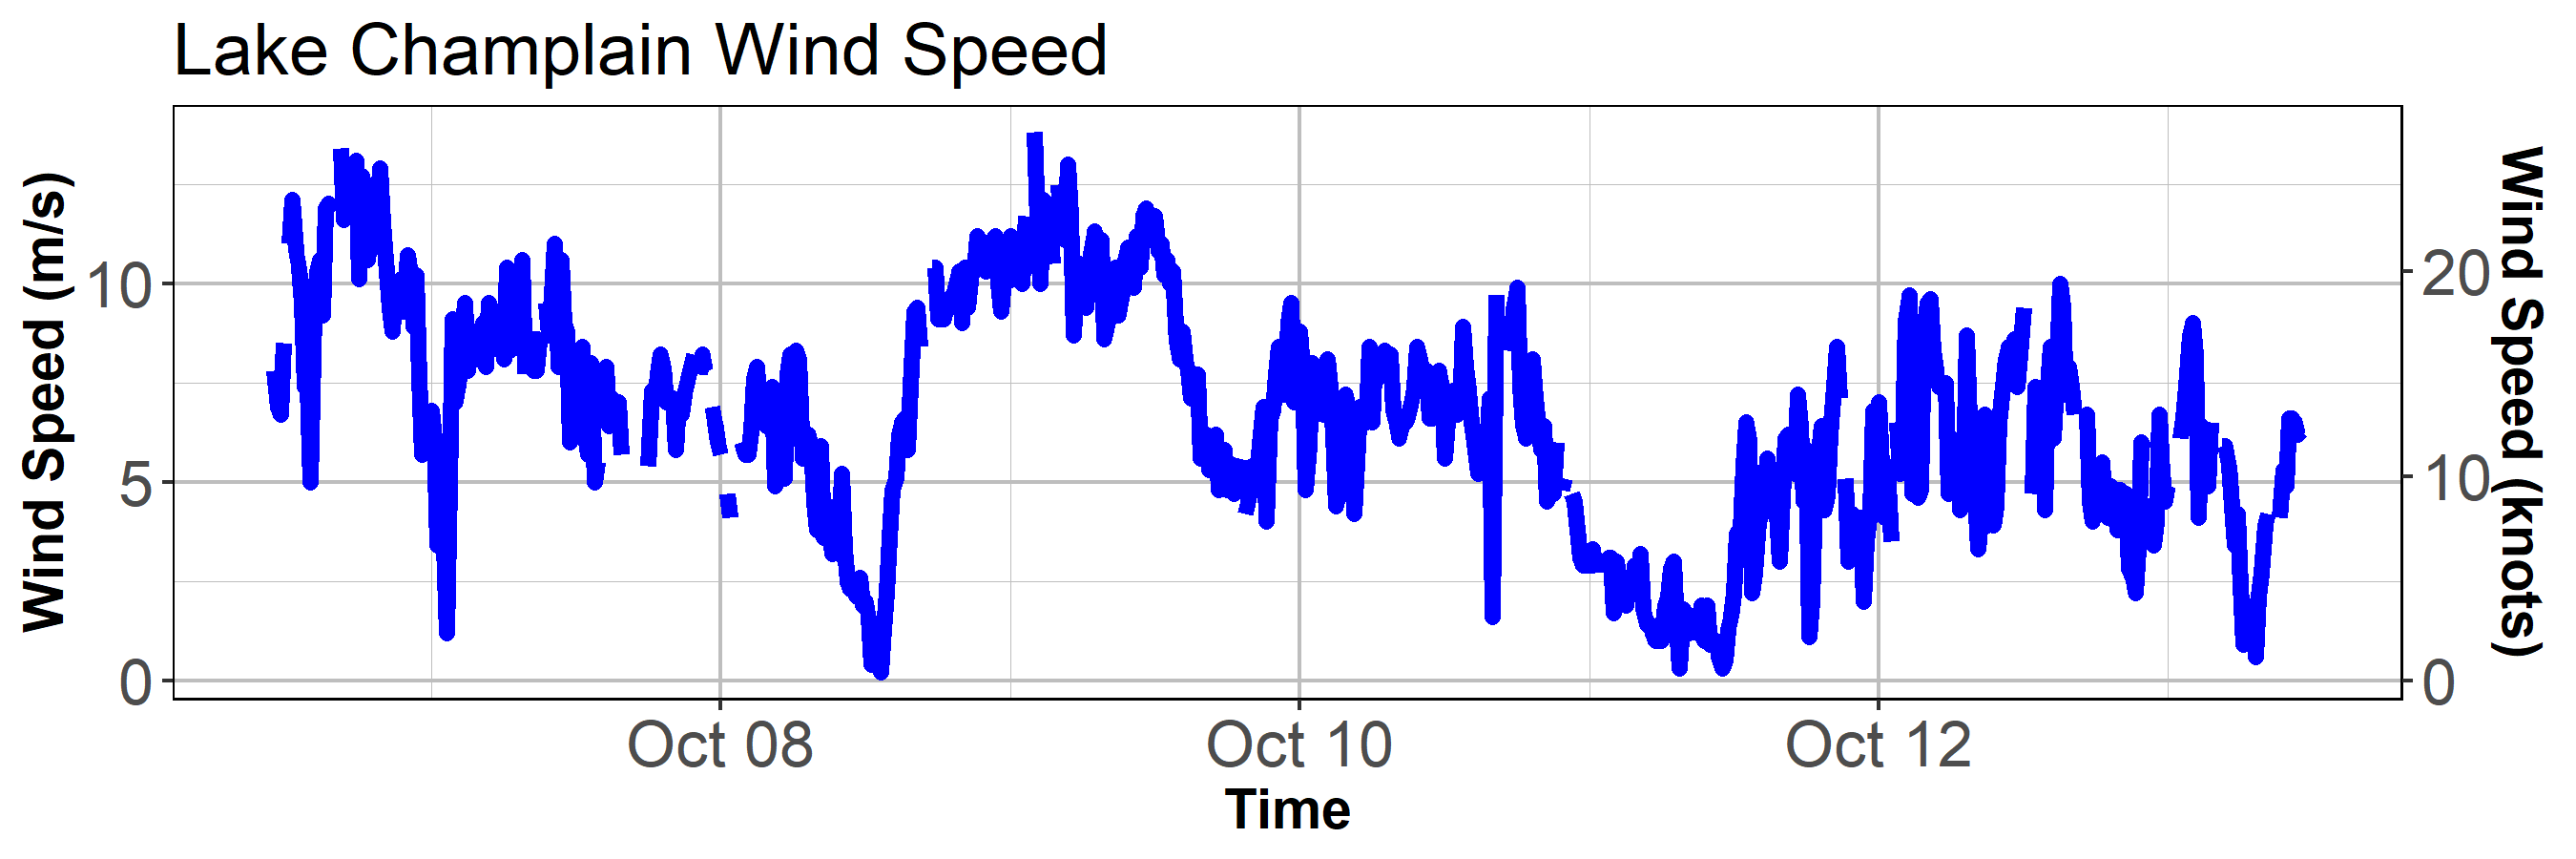 Lake Champlain Wind Speed
Wind Speed (m/s)
10
5
0
20
10
0
Wind Speed (knots)
Oct 08
Oct 10
Oct 12
Time